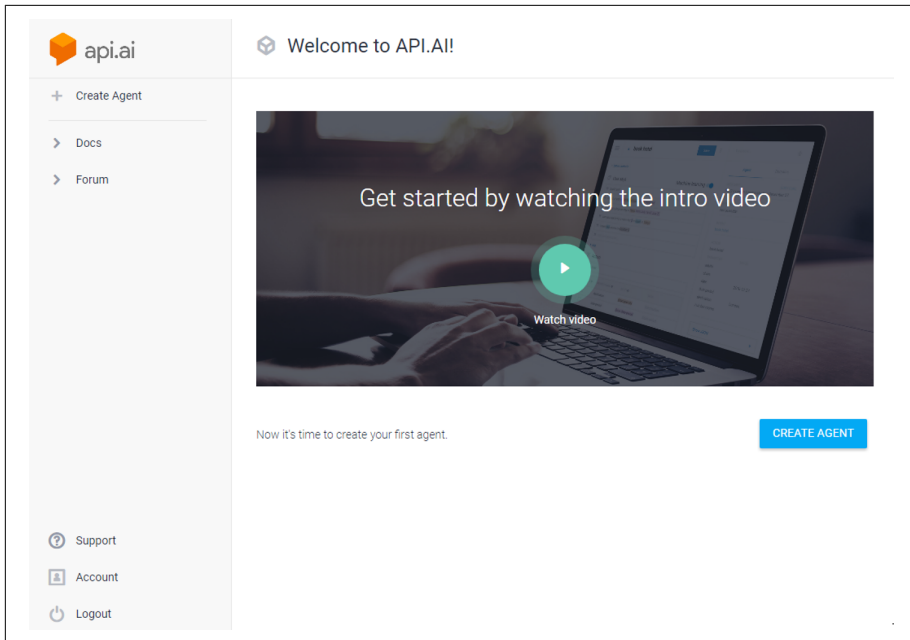 api.ai
Welcome to API.AI!
Create Agent
Docs
Forum
Get started by watching the intro video
Watch video
Now it's time to create your first agent.
CREATE AGENT
Support
Account
Logout